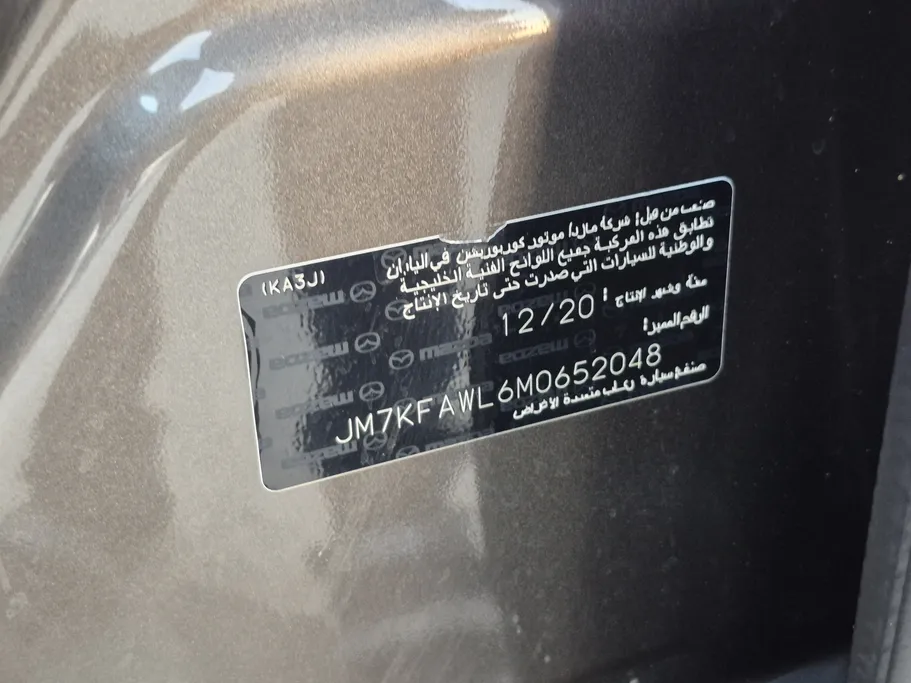 صنعت من قبل: شركة مازدا موتور كوربوريشن في اليابان
(KA3J)
تطابق هذه المركبة جميع اللوائح الفنية الخليجية
والوطنية للسيارات التي صدرت حتى تاريخ الإنتاج
سنة وشهر الإنتاج: 12/20
الرقم المميز:
JM7KFAWL6M0652048
صنف سيارة ركاب متعددة الأغراض
mazda